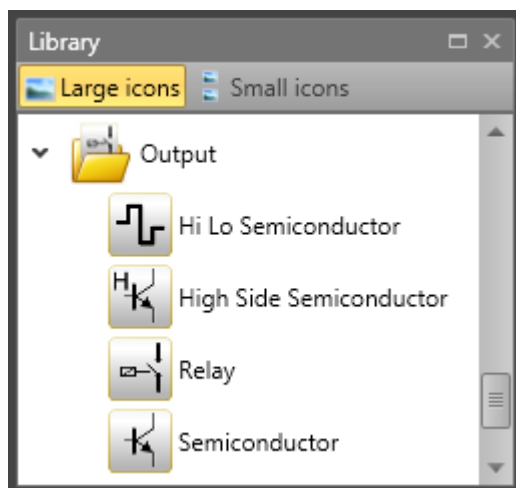 Library
Large icons Small icons
Output
Hi Lo Semiconductor
H
High Side Semiconductor
Relay
Semiconductor